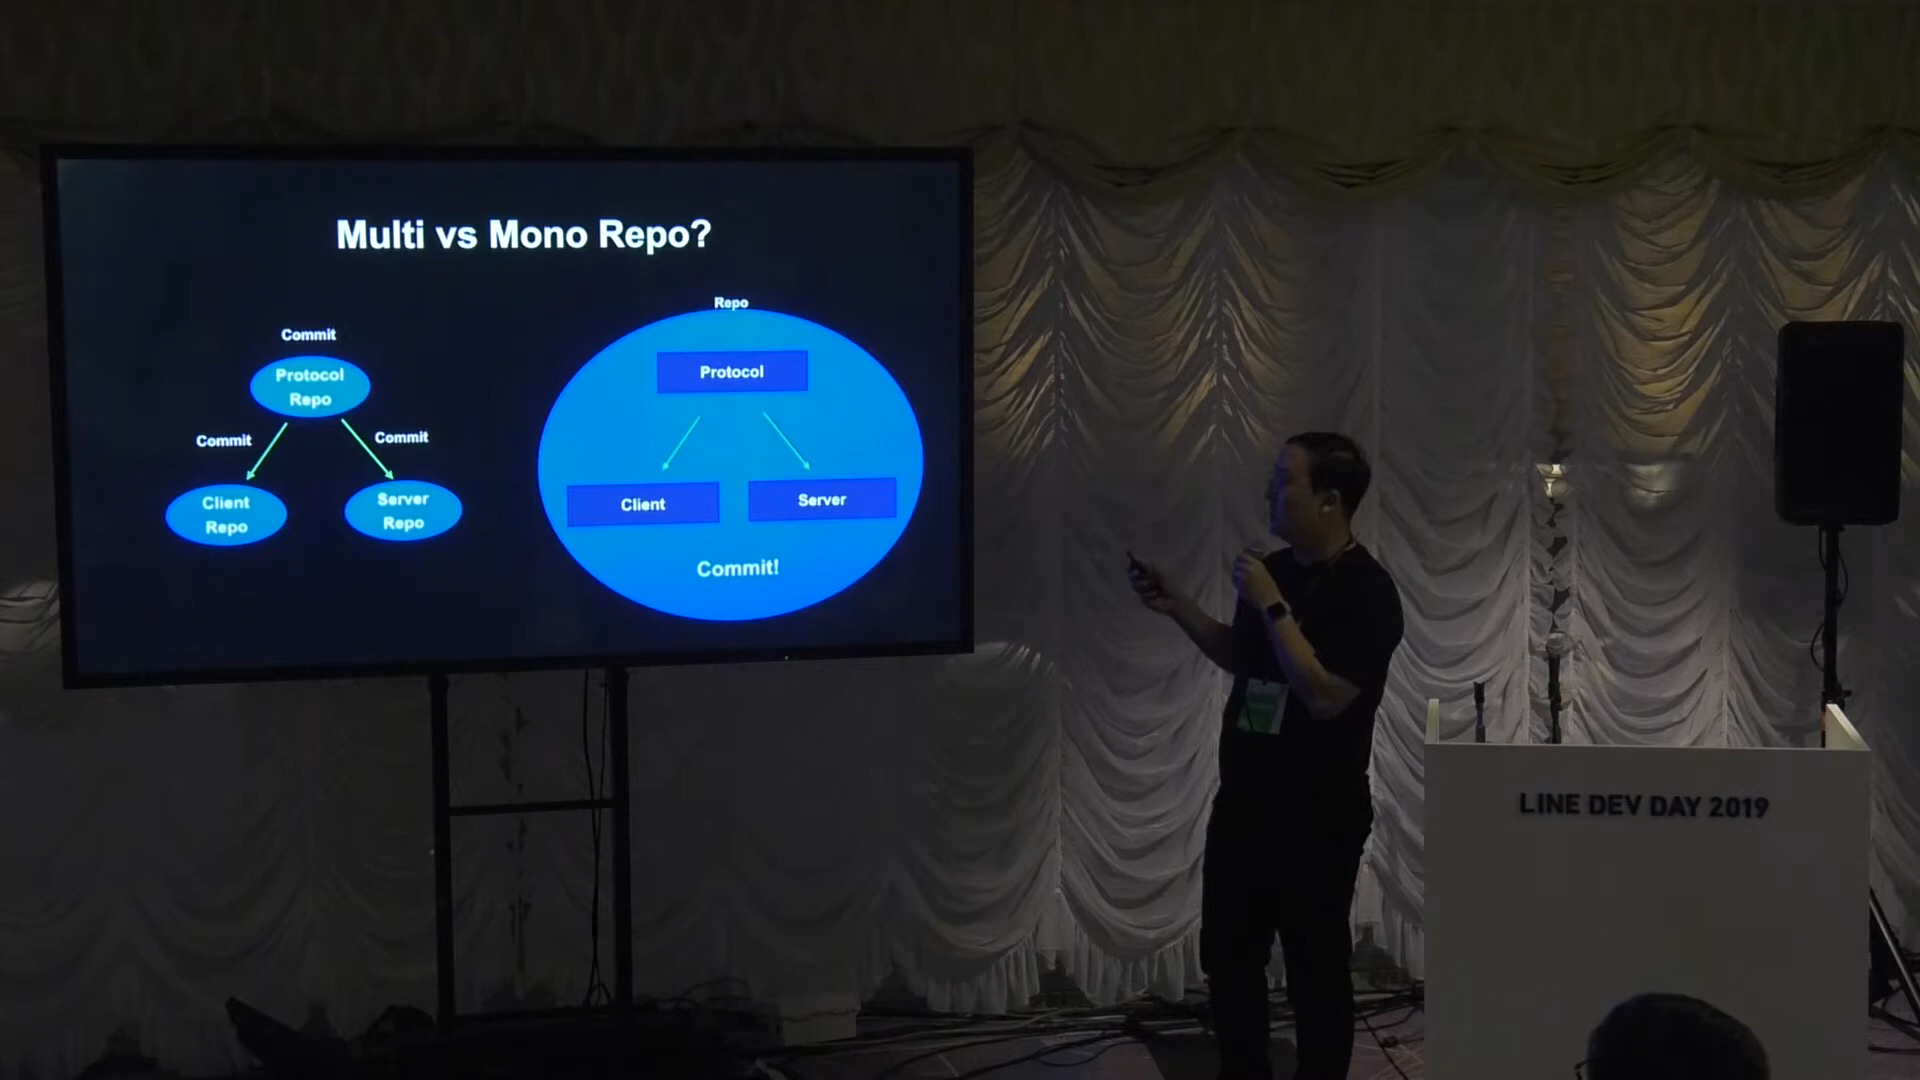 Multi vs Mono Repo?
Commit
Protocol
Repo
Commit
Commit
Client
Repo
Server
Repo
Repo
Protocol
Client
Server
Commit!
LINE DEV DAY 2019